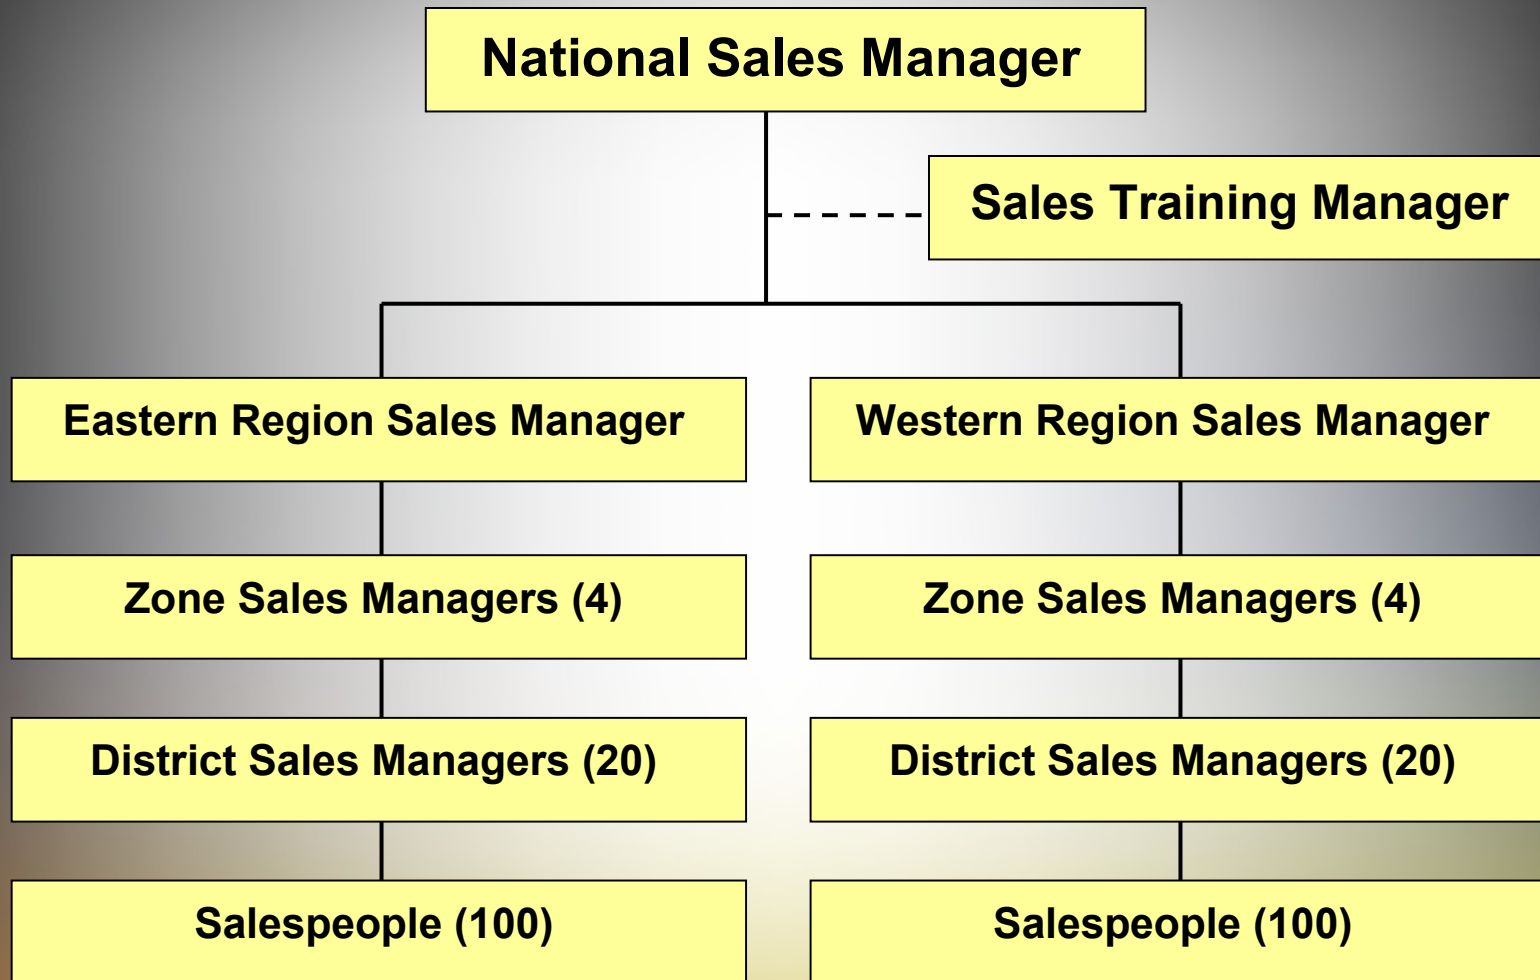 National Sales Manager
Sales Training Manager
Eastern Region Sales Manager
Western Region Sales Manager
Zone Sales Managers (4)
Zone Sales Managers (4)
District Sales Managers (20)
District Sales Managers (20)
Salespeople (100)
Salespeople (100)